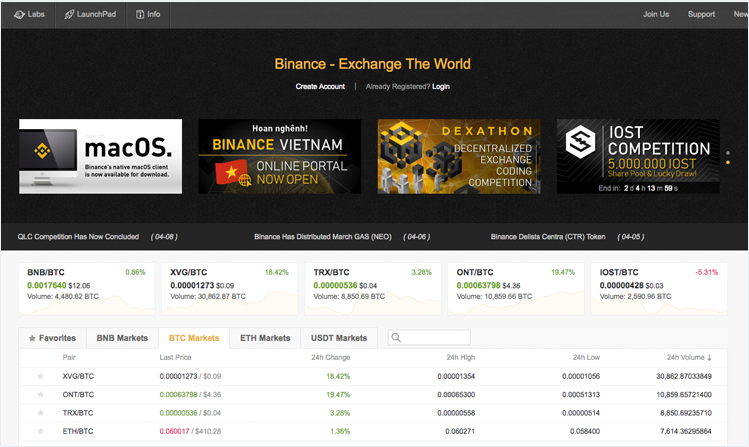 Labs LaunchPad Info Join Us Support New
Binance - Exchange The World
Create Account | Already Registered? Login
macOS.
Binance's native macOS client
is now available for download.
Hoan nghênh!
BINANCE VIETNAM
ONLINE PORTAL
NOW OPEN
DEXATHON
DECENTRALIZED
EXCHANGE
CODING
COMPETITION
IOST
COMPETITION
5,000,000 IOST
Share Pool & Lucky Draw!
End in: 2 d 4 h 13 m 59 s
QLC Competition Has Now Concluded ( 04-08 ) Binance Has Distributed March GAS (NEO) ( 04-06 ) Binance Delists Centra (CTR) Token ( 04-05 )
BNB/BTC 0.86%
0.0017640 $12.06
Volume: 4,480.62 BTC
XVG/BTC 18.42%
0.00001273 $0.09
Volume: 30,862.87 BTC
TRX/BTC 3.28%
0.00000536 $0.04
Volume: 8,850.69 BTC
ONT/BTC 19.47%
0.00063798 $4.36
Volume: 10,859.66 BTC
IOST/BTC -5.31%
0.00000428 $0.03
Volume: 2,590.96 BTC
Favorites BNB Markets BTC Markets ETH Markets USDT Markets
Pair Last Price 24h Change 24h High 24h Low 24h Volume ↓
XVG/BTC 0.00001273 / $0.09 18.42% 0.00001354 0.00001056 30,862.87033849
ONT/BTC 0.00063798 / $4.36 19.47% 0.00065300 0.00051313 10,859.65721400
TRX/BTC 0.00000536 / $0.04 3.28% 0.00000558 0.00000514 8,850.69235710
ETH/BTC 0.060017 / $410.28 1.36% 0.060271 0.058400 7,614.36295864